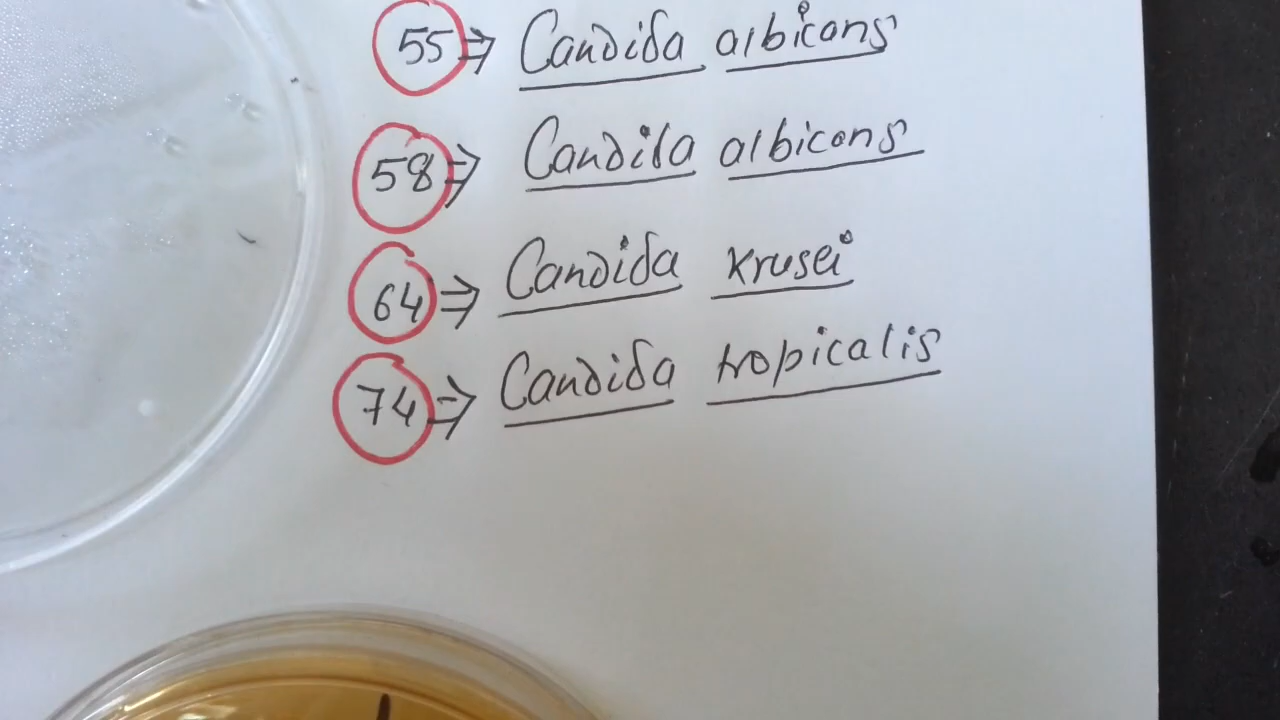 55 ⇒ Candida albicans
58 ⇒ Candida albicans
64 ⇒ Candida krusei
74 ⇒ Candida tropicalis